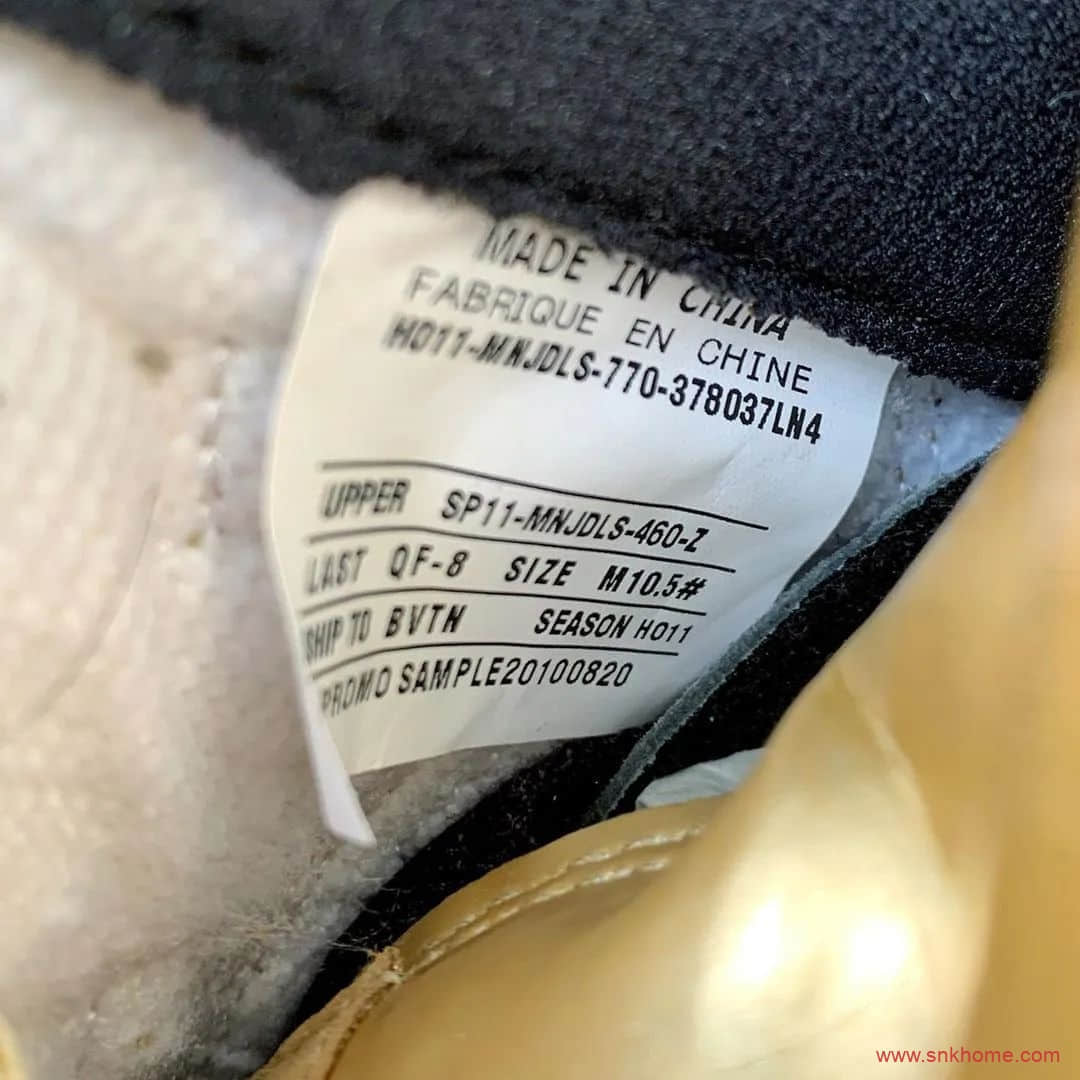 MADE IN CHINA
FABRIQUE EN CHINE
HO11-MNJDLS-770-378037LN4
UPPER SP11-MNJDLS-460-Z
LAST QF-8 SIZE M10.5#
SHIP TO BVTN SEASON HO11
PROMO SAMPLE20100820
www.snkhome.com